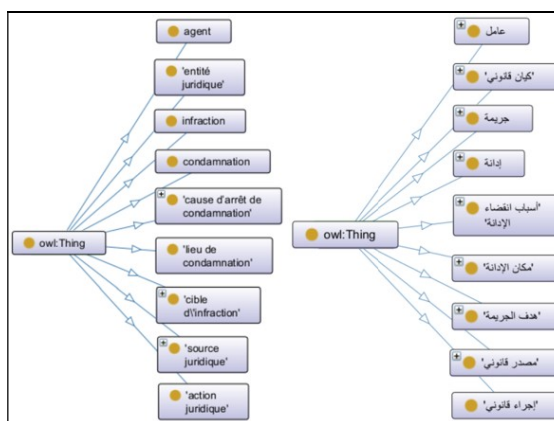 agent
'entité
juridique'
infraction
condamnation
'cause d'arrêt de
condamnation'
owl:Thing
'lieu de
condamnation'
'cible
d\'infraction'
'source
juridique'
'action
juridique'
عامل
'كيان قانوني'
جريمة
إدانة
'أسباب انقضاء
الإدانة'
owl:Thing
'مكان الإدانة'
'هدف الجريمة'
'مصدر قانوني'
'إجراء قانوني'